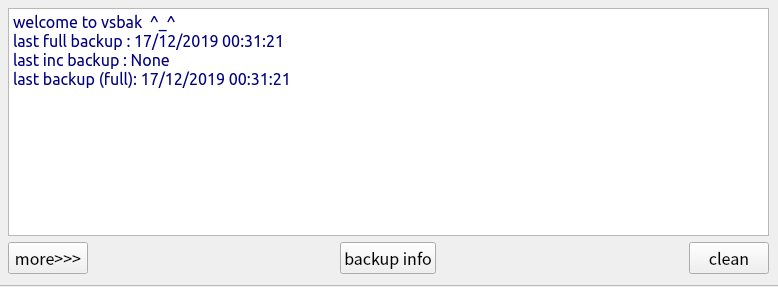 welcome to vsbak ^_^
last full backup : 17/12/2019 00:31:21
last inc backup : None
last backup (full): 17/12/2019 00:31:21
more>>>
backup info
clean